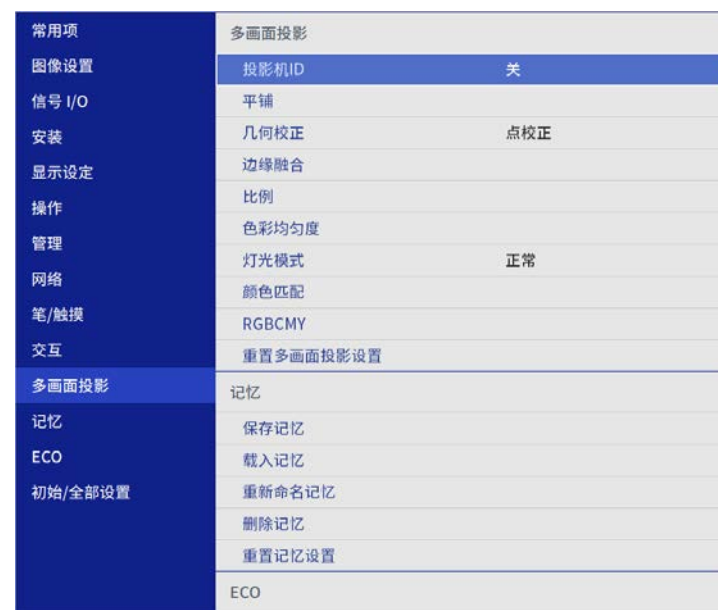 常用项
图像设置
信号 I/O
安装
显示设定
操作
管理
网络
笔/触摸
交互
多画面投影
记忆
ECO
初始/全部设置
多画面投影
投影机ID 关
平铺
几何校正 点校正
边缘融合
比例
色彩均匀度
灯光模式 正常
颜色匹配
RGBCMY
重置多画面投影设置
记忆
保存记忆
载入记忆
重新命名记忆
删除记忆
重置记忆设置
ECO